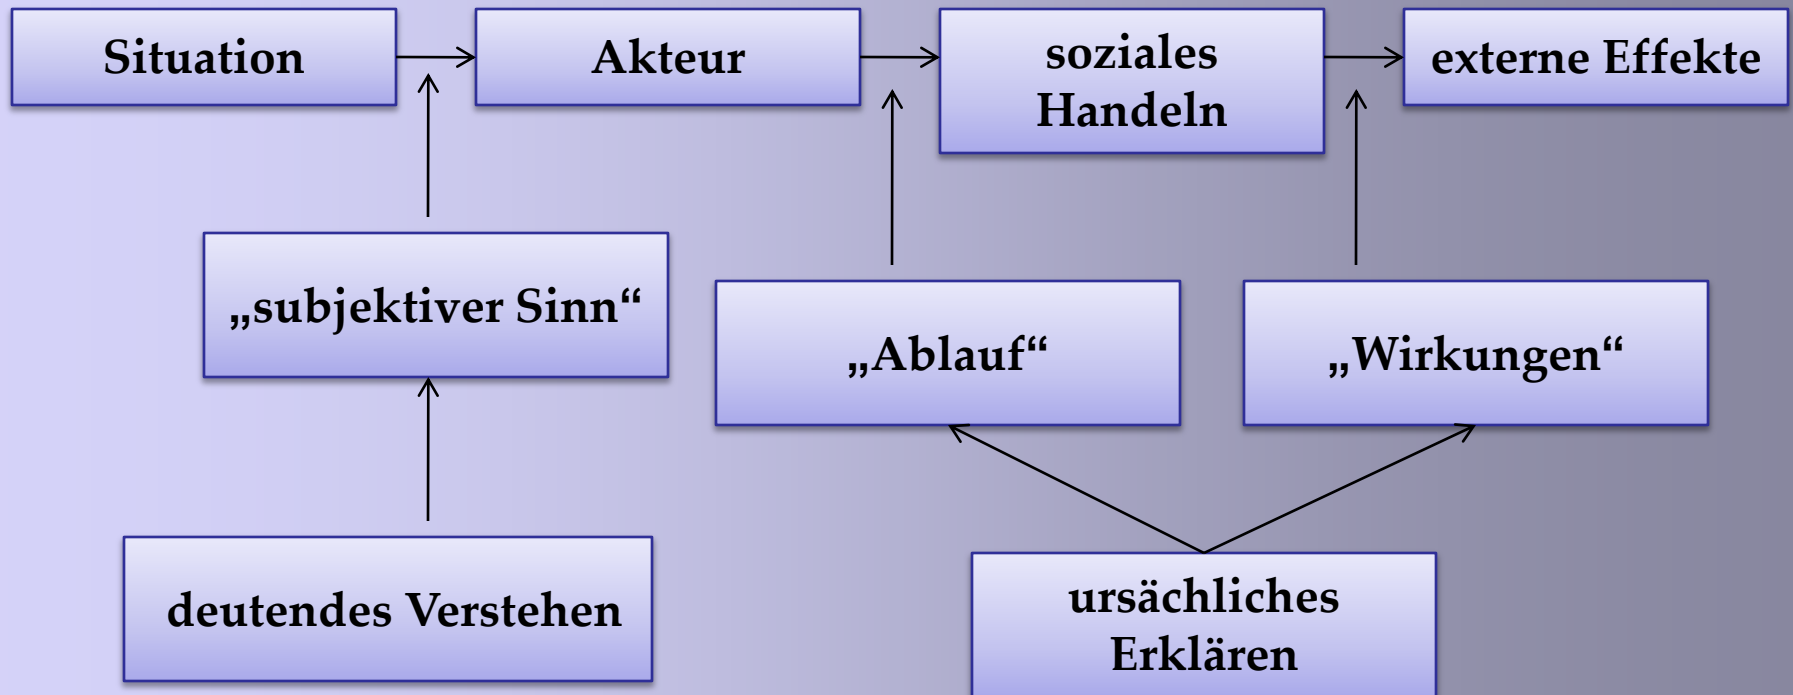 Situation
Akteur
soziales
Handeln
externe Effekte
„subjektiver Sinn“
„Ablauf“
„Wirkungen“
deutendes Verstehen
ursächliches
Erklären